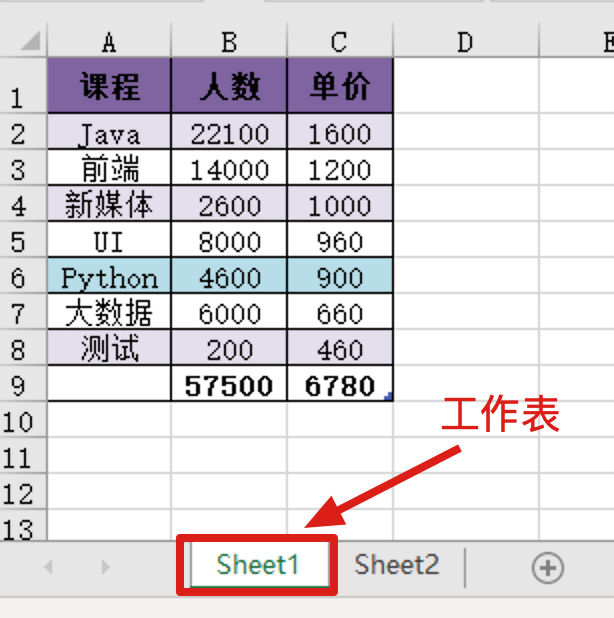 A B C D E
1 课程 人数 单价
2 Java 22100 1600
3 前端 14000 1200
4 新媒体 2600 1000
5 UI 8000 960
6 Python 4600 900
7 大数据 6000 660
8 测试 200 460
9 57500 6780
10
工作表
11
12
13
Sheet1 Sheet2